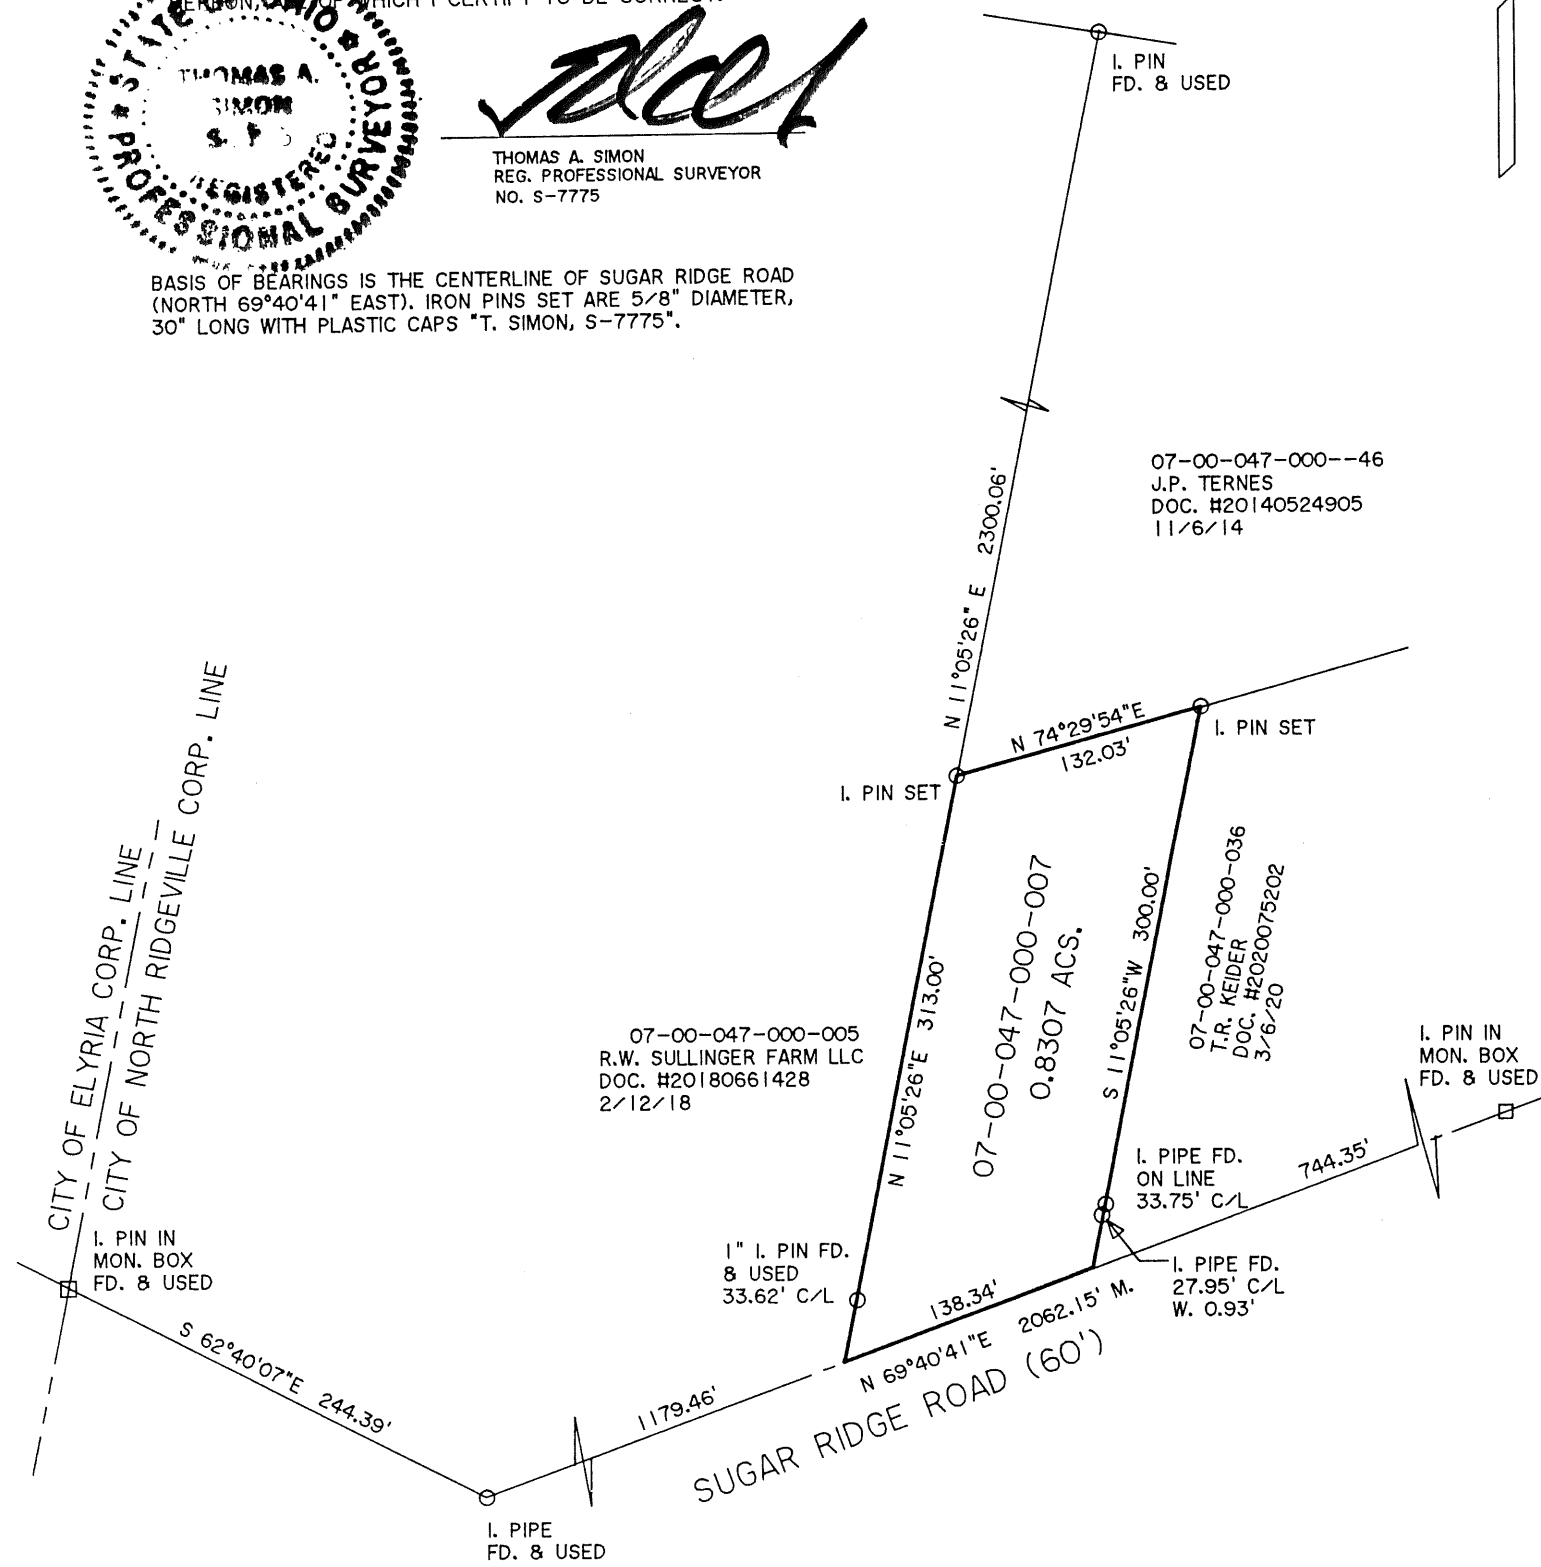 WHICH I CERTIFY TO BE CORRECT.
STATE OHIO
PROFESSIONAL SURVEYOR
THOMAS A.
SIMON
REGISTERED
THOMAS A. SIMON
REG. PROFESSIONAL SURVEYOR
NO. S-7775
BASIS OF BEARINGS IS THE CENTERLINE OF SUGAR RIDGE ROAD
(NORTH 69°40'41" EAST). IRON PINS SET ARE 5/8" DIAMETER,
30" LONG WITH PLASTIC CAPS "T. SIMON, S-7775".
I. PIN
FD. & USED
N 11°05'26" E 2300.06'
07-00-047-000--46
J.P. TERNES
DOC. #20140524905
11/6/14
N 74°29'54"E
132.03'
I. PIN SET
I. PIN SET
CITY OF ELYRIA CORP. LINE
CITY OF NORTH RIDGEVILLE CORP. LINE
07-00-047-000-005
R.W. SULLINGER FARM LLC
DOC. #20180661428
2/12/18
N 11°05'26"E 313.00'
07-00-047-000-007
0.8307 ACS.
S 11°05'26"W 300.00'
07-00-047-000-036
T.R. KEIDER
DOC. #2020075202
3/6/20
I. PIN IN
MON. BOX
FD. & USED
I. PIPE FD.
ON LINE
33.75' C/L
744.35'
I. PIN IN
MON. BOX
FD. & USED
1" I. PIN FD.
& USED
33.62' C/L
I. PIPE FD.
27.95' C/L
W. 0.93'
138.34'
N 69°40'41"E 2062.15' M.
S 62°40'07"E 244.39'
1179.46'
SUGAR RIDGE ROAD (60')
I. PIPE
FD. & USED